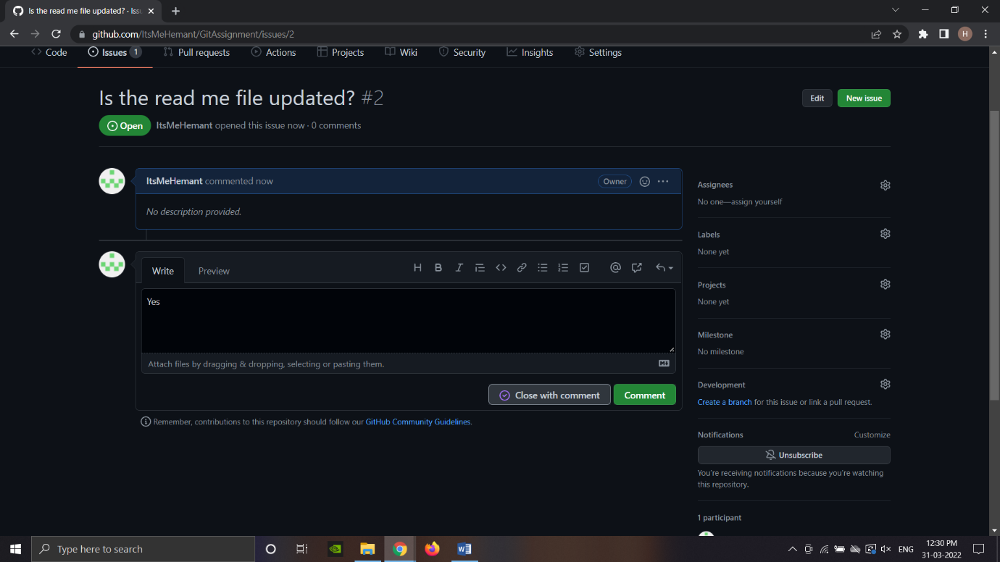 Is the read me file updated? · Iss
github.com/ItsMeHemant/GitAssignment/issues/2
H
Code
Issues 1
Pull requests
Actions
Projects
Wiki
Security
Insights
Settings
Is the read me file updated? #2
Edit
New issue
Open
ItsMeHemant opened this issue now · 0 comments
ItsMeHemant commented now
Owner
No description provided.
Write
Preview
Yes
Attach files by dragging & dropping, selecting or pasting them.
Close with comment
Comment
Remember, contributions to this repository should follow our GitHub Community Guidelines.
Assignees
No one—assign yourself
Labels
None yet
Projects
None yet
Milestone
No milestone
Development
Create a branch for this issue or link a pull request.
Notifications
Customize
Unsubscribe
You're receiving notifications because you're watching
this repository.
1 participant
Type here to search
ENG
12:30 PM
31-03-2022